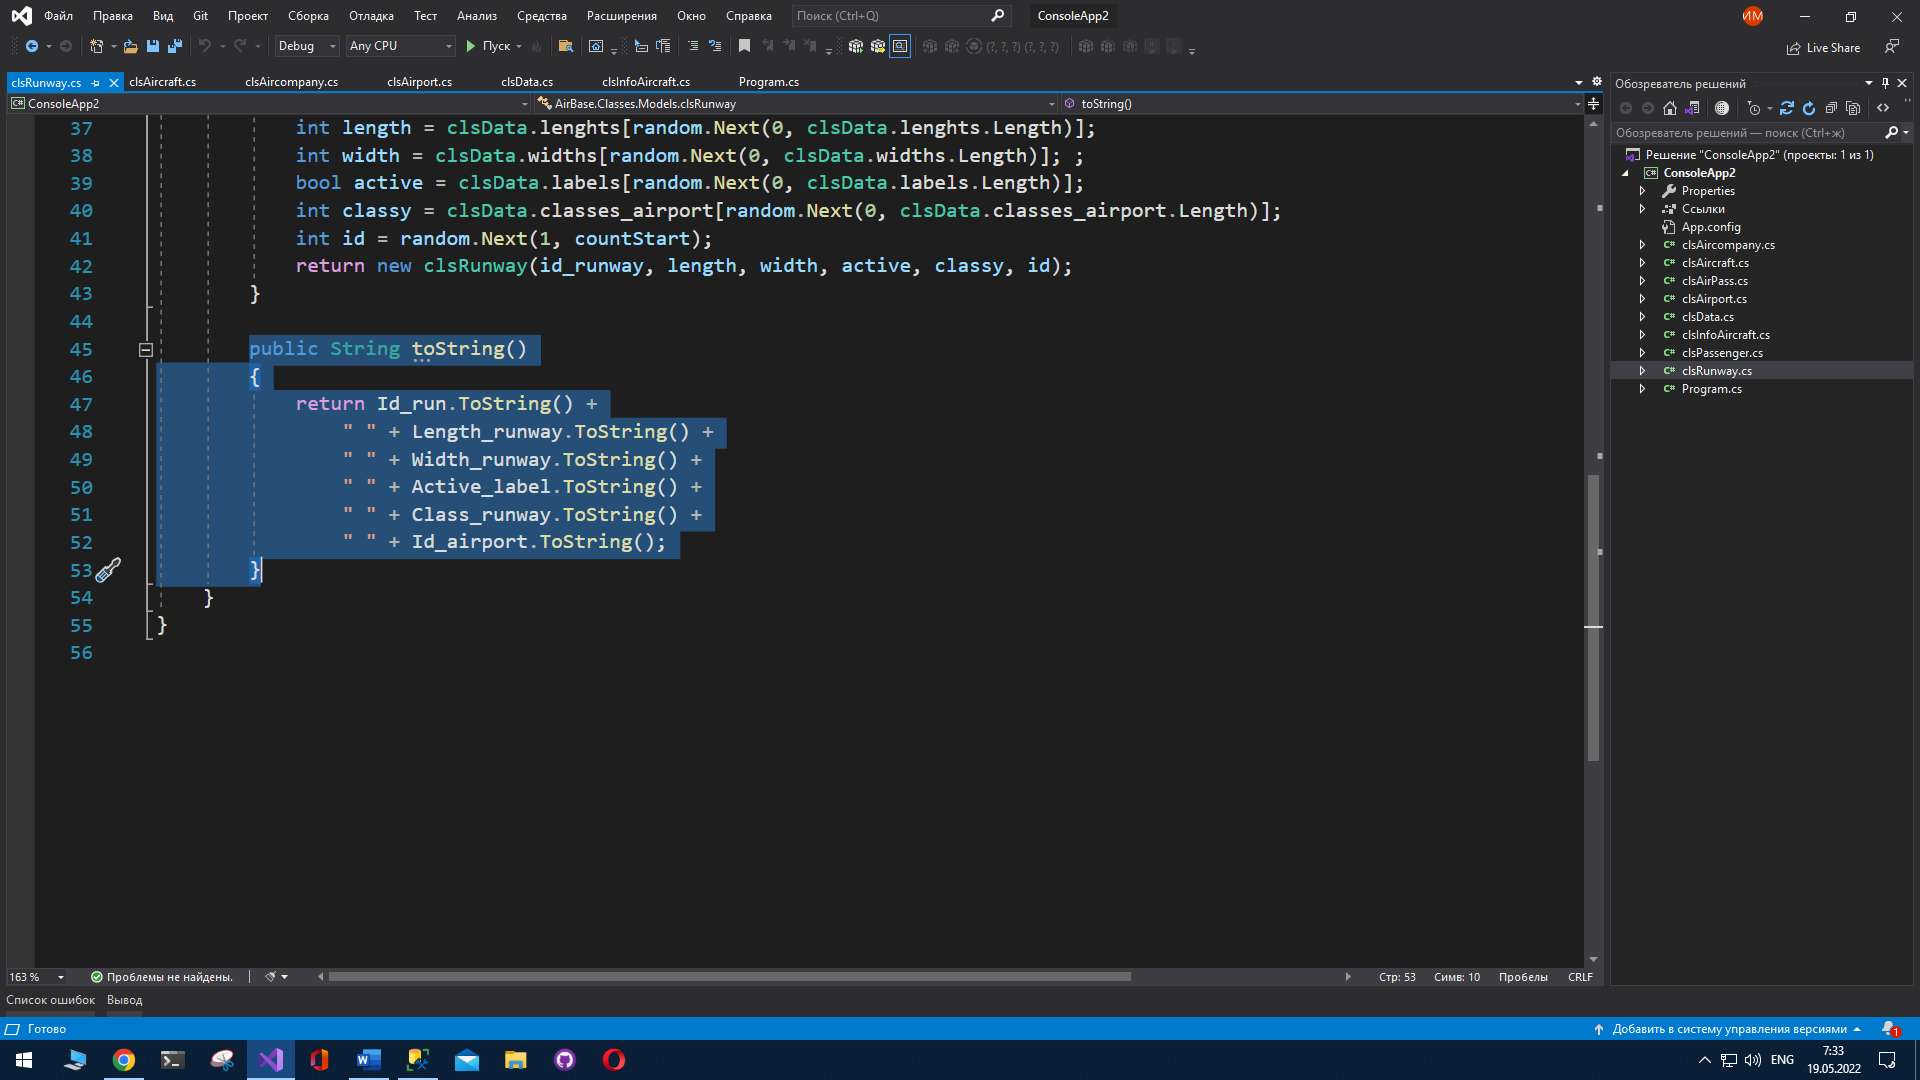 Файл Правка Вид Git Проект Сборка Отладка Тест Анализ Средства Расширения Окно Справка Поиск (Ctrl+Q) ConsoleApp2 ИМ
Debug Any CPU Пуск (?, ?, ?) (?, ?, ?) Live Share
clsRunway.cs clsAircraft.cs clsAircompany.cs clsAirport.cs clsData.cs clsInfoAircraft.cs Program.cs
ConsoleApp2 AirBase.Classes.Models.clsRunway toString()
37 int length = clsData.lenghts[random.Next(0, clsData.lenghts.Length)];
38 int width = clsData.widths[random.Next(0, clsData.widths.Length)]; ;
39 bool active = clsData.labels[random.Next(0, clsData.labels.Length)];
40 int classy = clsData.classes_airport[random.Next(0, clsData.classes_airport.Length)];
41 int id = random.Next(1, countStart);
42 return new clsRunway(id_runway, length, width, active, classy, id);
43 }
44
45 public String toString()
46 {
47 return Id_run.ToString() +
48 " " + Length_runway.ToString() +
49 " " + Width_runway.ToString() +
50 " " + Active_label.ToString() +
51 " " + Class_runway.ToString() +
52 " " + Id_airport.ToString();
53 }
54 }
55 }
56
Обозреватель решений
Обозреватель решений — поиск (Ctrl+ж)
Решение "ConsoleApp2" (проекты: 1 из 1)
C# ConsoleApp2
Properties
Ссылки
App.config
C# clsAircompany.cs
C# clsAircraft.cs
C# clsAirPass.cs
C# clsAirport.cs
C# clsData.cs
C# clsInfoAircraft.cs
C# clsPassenger.cs
C# clsRunway.cs
C# Program.cs
163 % Проблемы не найдены. Стр: 53 Симв: 10 Пробелы CRLF
Список ошибок Вывод
Готово Добавить в систему управления версиями 1
ENG 7:33
19.05.2022